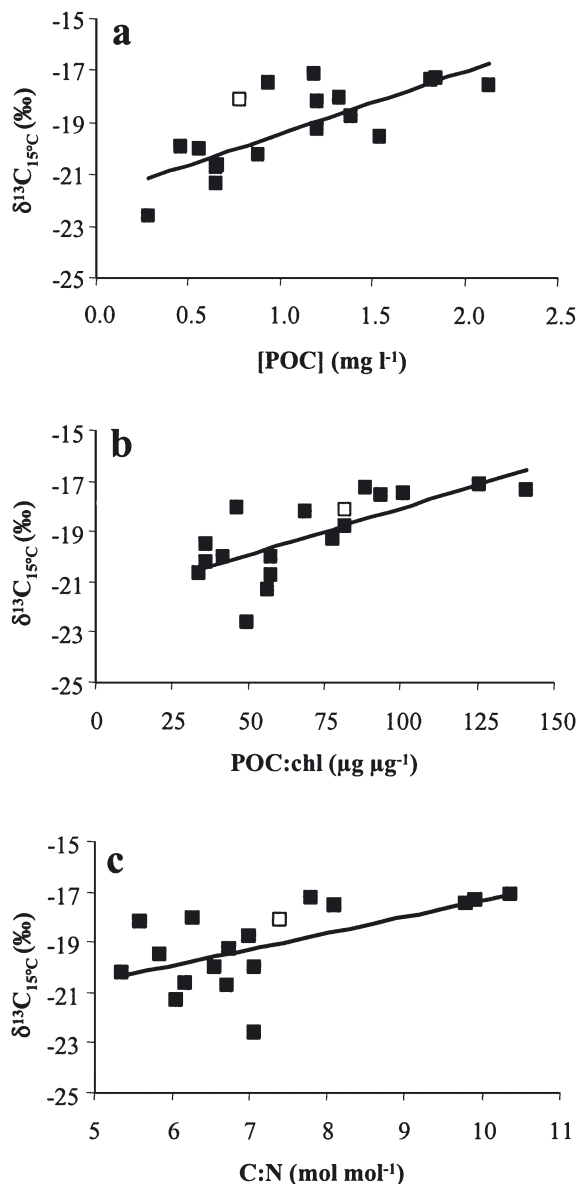 a
-15
-17
-19
-21
-23
-25
δ¹³C₁₅°C (‰)
0.0 0.5 1.0 1.5 2.0 2.5
[POC] (mg l⁻¹)
b
-15
-17
-19
-21
-23
-25
δ¹³C₁₅°C (‰)
0 25 50 75 100 125 150
POC:chl (µg µg⁻¹)
c
-15
-17
-19
-21
-23
-25
δ¹³C₁₅°C (‰)
5 6 7 8 9 10 11
C:N (mol mol⁻¹)